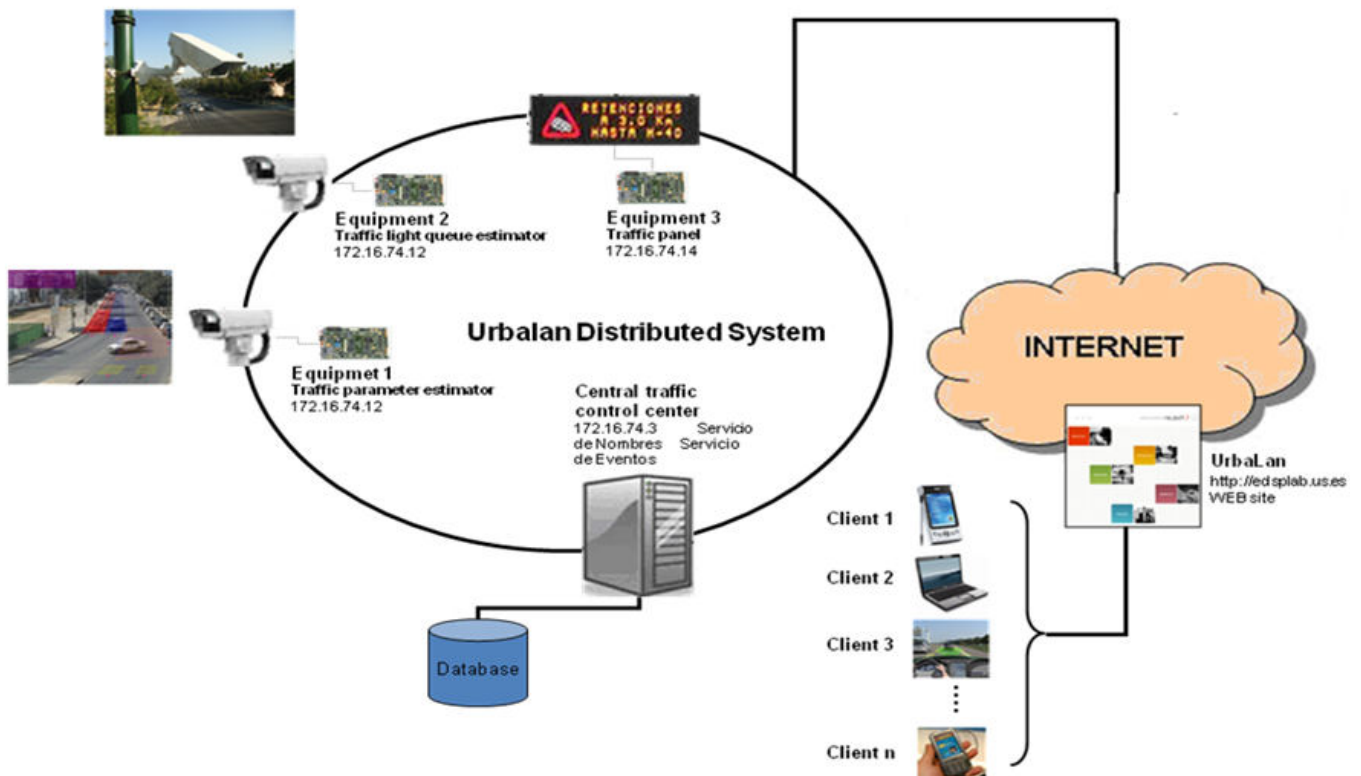 RETENCIONES
A 3,0 Km
HASTA M-40
Equipment 2
Traffic light queue estimator
172.16.74.12
Equipment 3
Traffic panel
172.16.74.14
Urbalan Distributed System
Equipmet 1
Traffic parameter estimator
172.16.74.12
Central traffic
control center
172.16.74.3 Servicio
de Nombres Servicio
de Eventos
Database
INTERNET
UrbaLan
http://edsplab.us.es
WEB site
Client 1
Client 2
Client 3
Client n